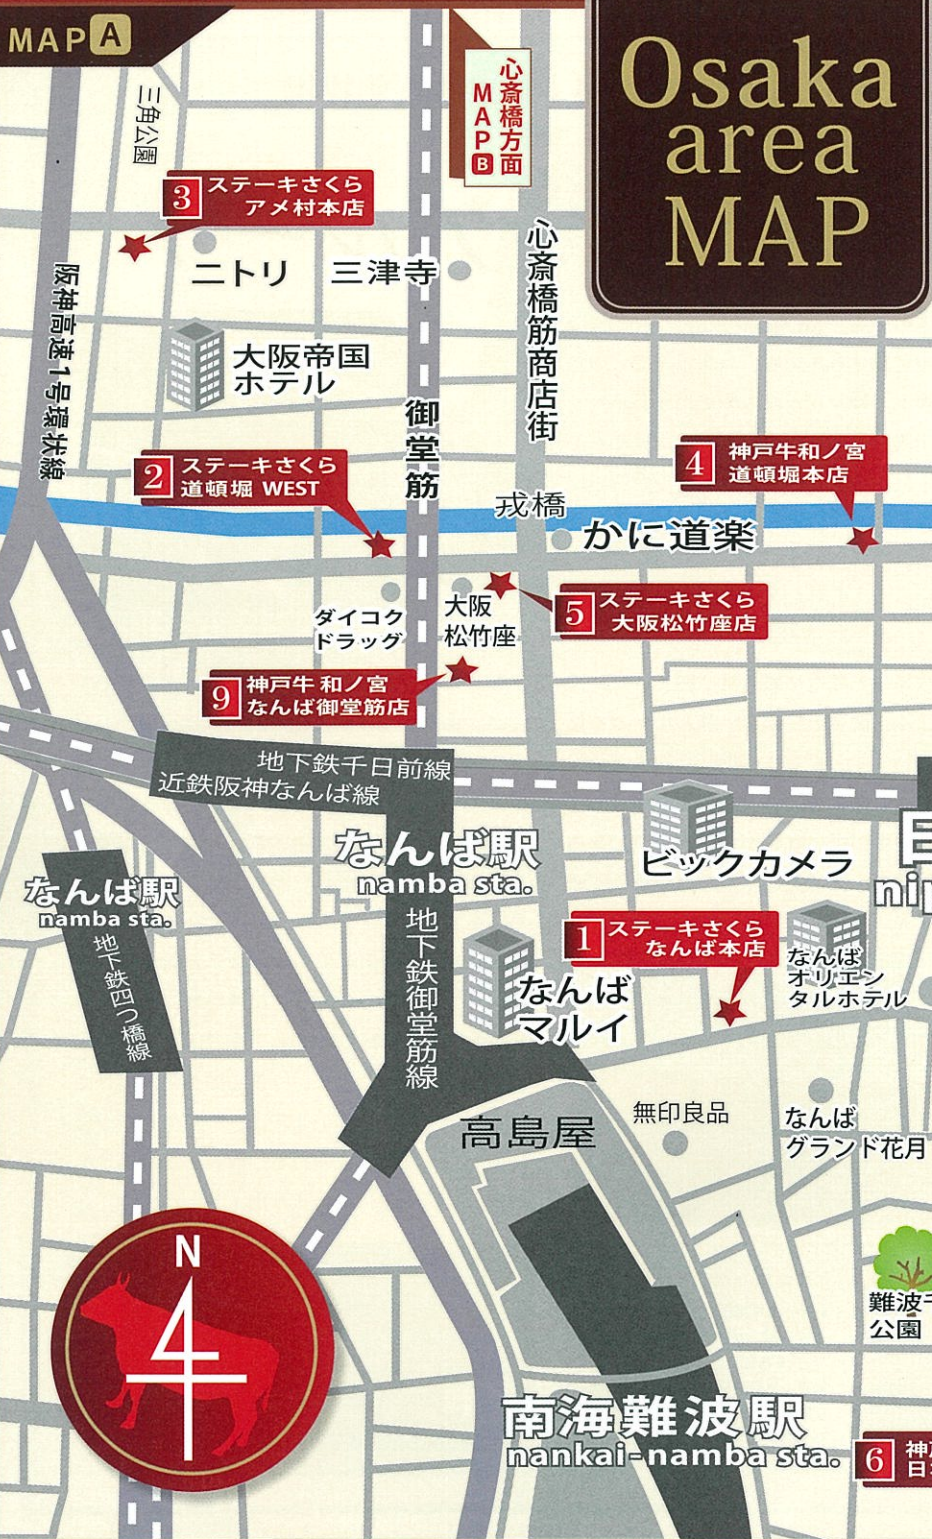 MAP A
Osaka
area
MAP
心斎橋方面
MAP B
三角公園
3 ステーキさくら
アメ村本店
ニトリ
三津寺
心斎橋筋商店街
阪神高速1号環状線
大阪帝国
ホテル
御堂筋
2 ステーキさくら
道頓堀 WEST
4 神戸牛和ノ宮
道頓堀本店
戎橋
かに道楽
ダイコク
ドラッグ
大阪
松竹座
5 ステーキさくら
大阪松竹座店
9 神戸牛 和ノ宮
なんば御堂筋店
地下鉄千日前線
近鉄阪神なんば線
なんば駅
namba sta.
ビックカメラ
なんば駅
namba sta.
地下鉄四つ橋線
地下鉄御堂筋線
1 ステーキさくら
なんば本店
なんば
マルイ
なんば
オリエン
タルホテル
高島屋
無印良品
なんば
グランド花月
N
難波
公園
南海難波駅
nankai-namba sta.
6